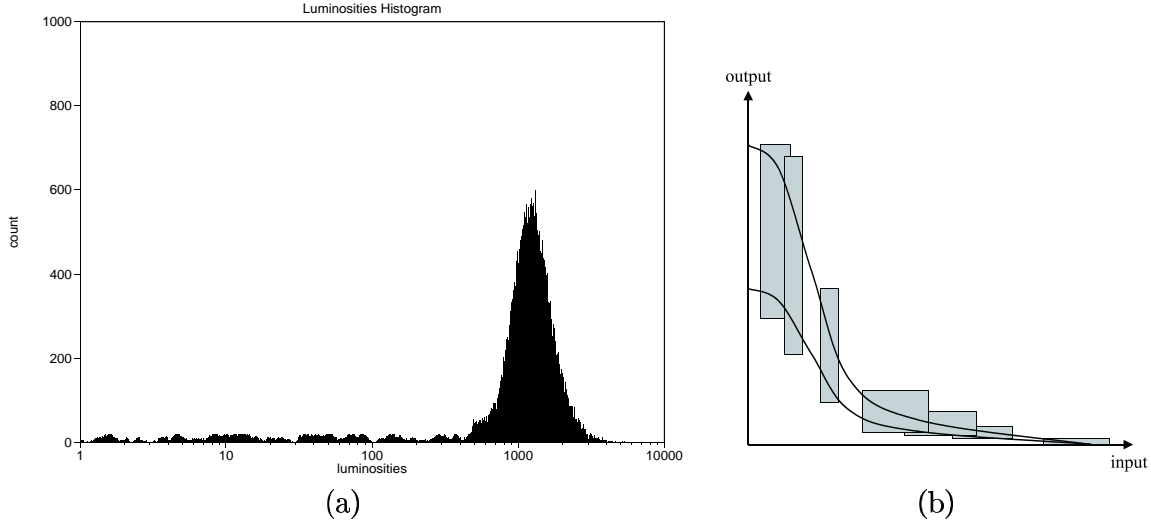 Luminosities Histogram
1000
800
600
400
200
0
count
1 10 100 1000 10000
luminosities
(a)
output
input
(b)